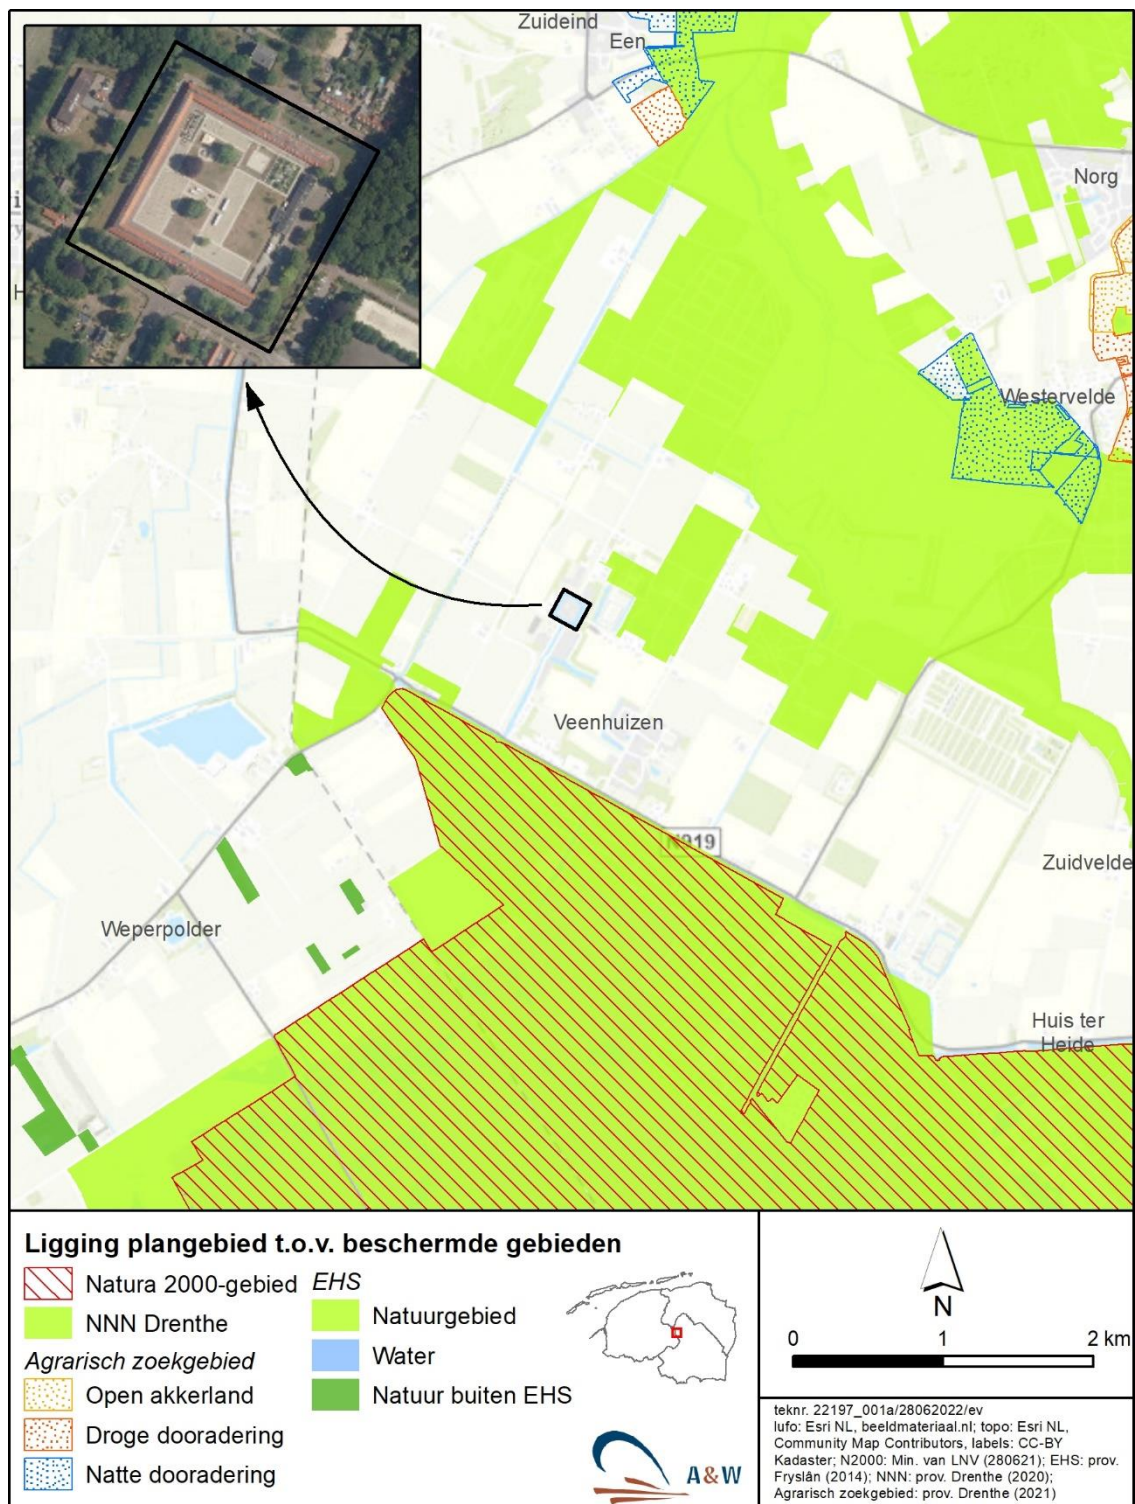 Zuideind
Een
Norg
Westervelde
Veenhuizen
N919
Zuidvelde
Weperpolder
Huis ter
Heide
Ligging plangebied t.o.v. beschermde gebieden
Natura 2000-gebied
NNN Drenthe
Agrarisch zoekgebied
Open akkerland
Droge dooradering
Natte dooradering
EHS
Natuurgebied
Water
Natuur buiten EHS
A&W
N
0 1 2 km
teknr. 22197_001a/28062022/ev
lufo: Esri NL, beeldmateriaal.nl; topo: Esri NL,
Community Map Contributors, labels: CC-BY
Kadaster; N2000: Min. van LNV (280621); EHS: prov.
Fryslân (2014); NNN: prov. Drenthe (2020);
Agrarisch zoekgebied: prov. Drenthe (2021)